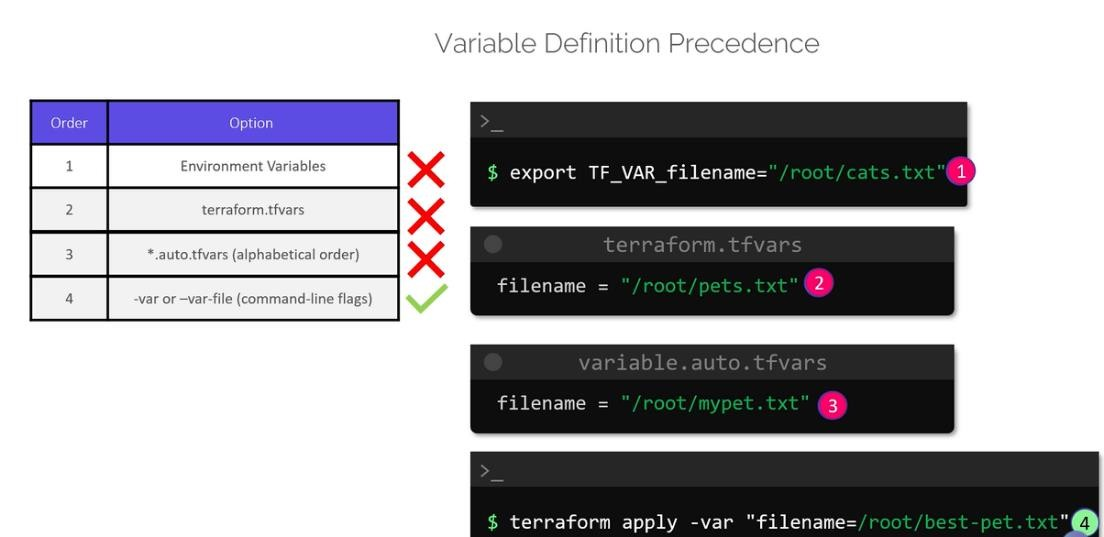 Variable Definition Precedence
Order Option
1 Environment Variables
2 terraform.tfvars
3 *.auto.tfvars (alphabetical order)
4 -var or –var-file (command-line flags)
>_
$ export TF_VAR_filename="/root/cats.txt" 1
terraform.tfvars
filename = "/root/pets.txt" 2
variable.auto.tfvars
filename = "/root/mypet.txt" 3
>_
$ terraform apply -var "filename=/root/best-pet.txt" 4